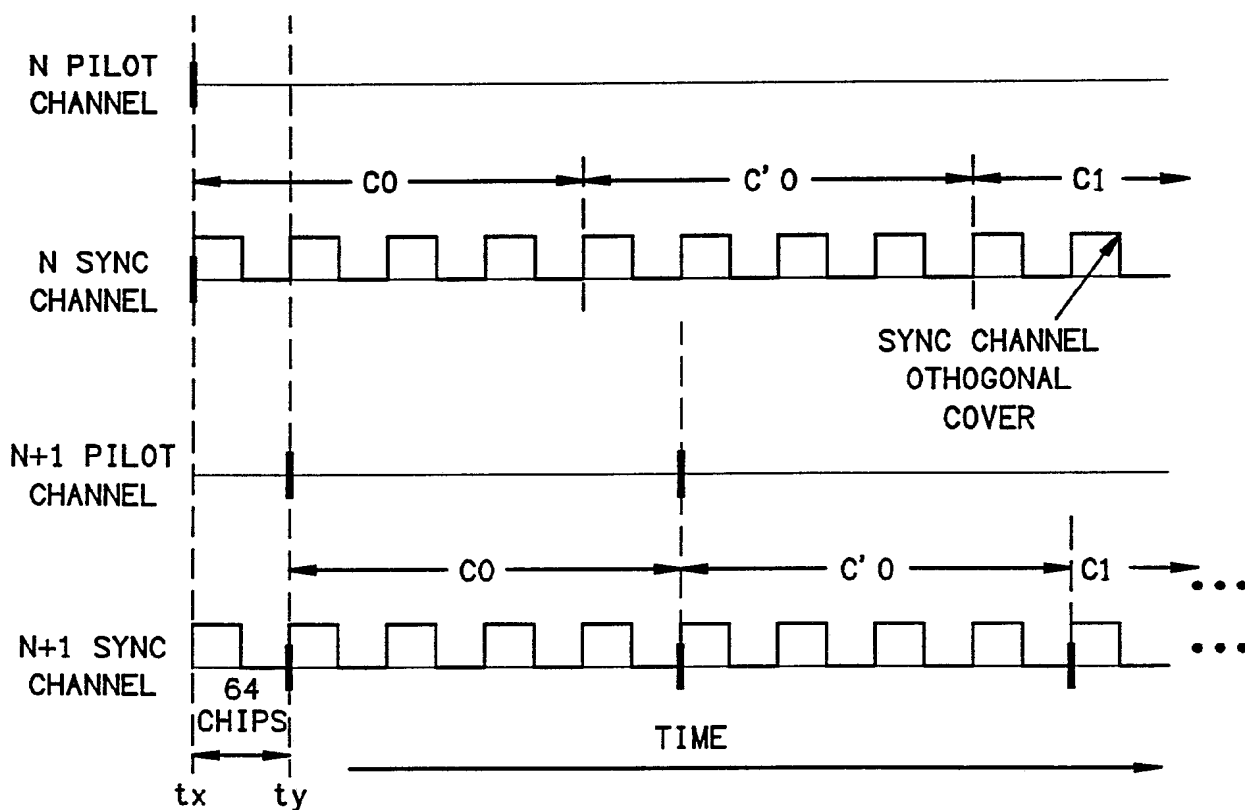 N PILOT
CHANNEL
C0 C'0 C1
N SYNC
CHANNEL
SYNC CHANNEL
OTHOGONAL
COVER
N+1 PILOT
CHANNEL
C0 C'0 C1
N+1 SYNC
CHANNEL
64
CHIPS
TIME
tx ty